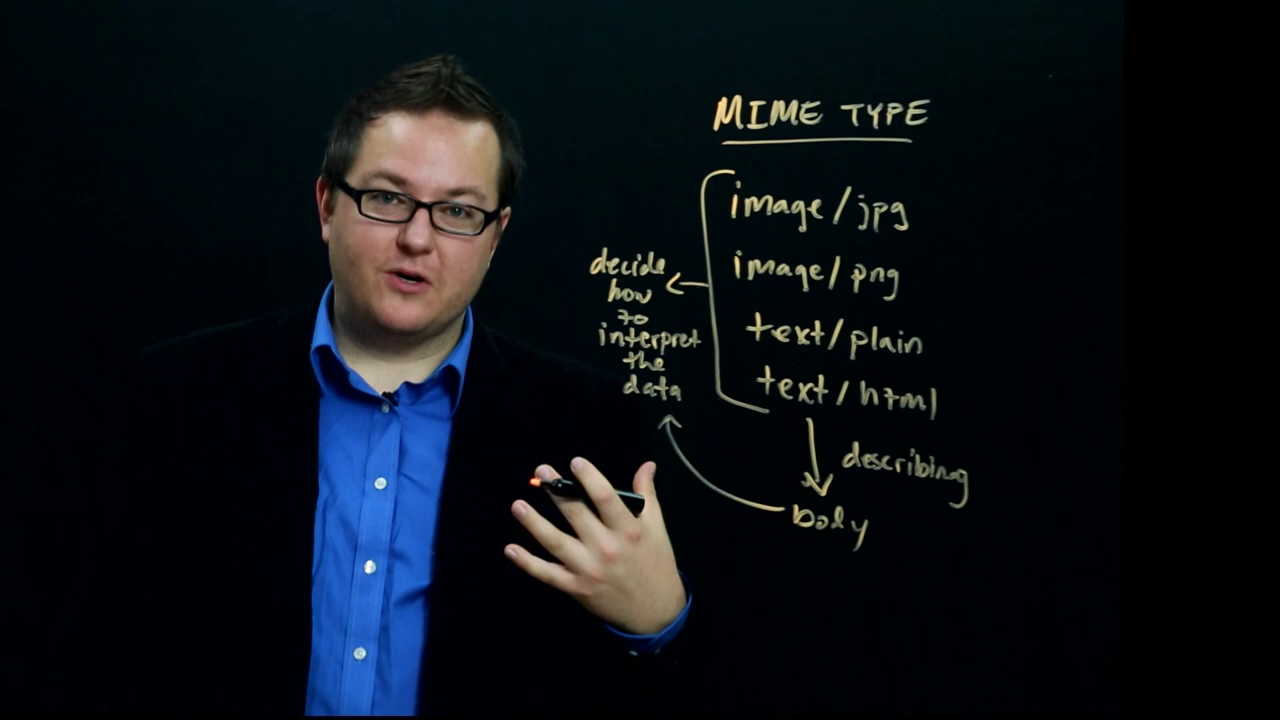 MIME TYPE
image/jpg
image/png
text/plain
text/html
decide
how
to
interpret
the
data
describing
body